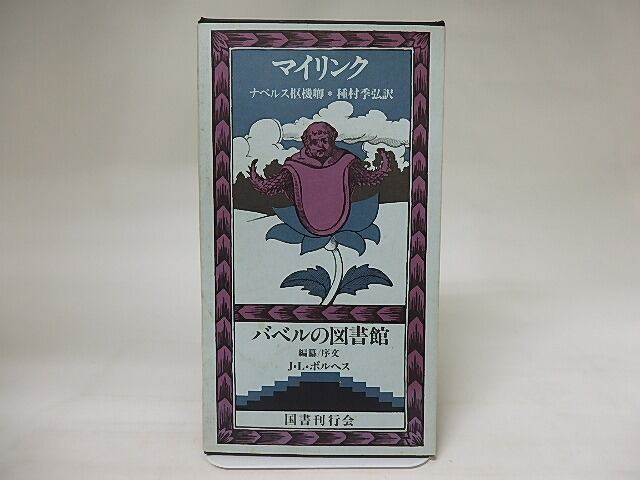 マイリンク
ナペルス枢機卿*種村季弘訳
バベルの図書館
編纂/序文
J・L・ボルヘス
国書刊行会